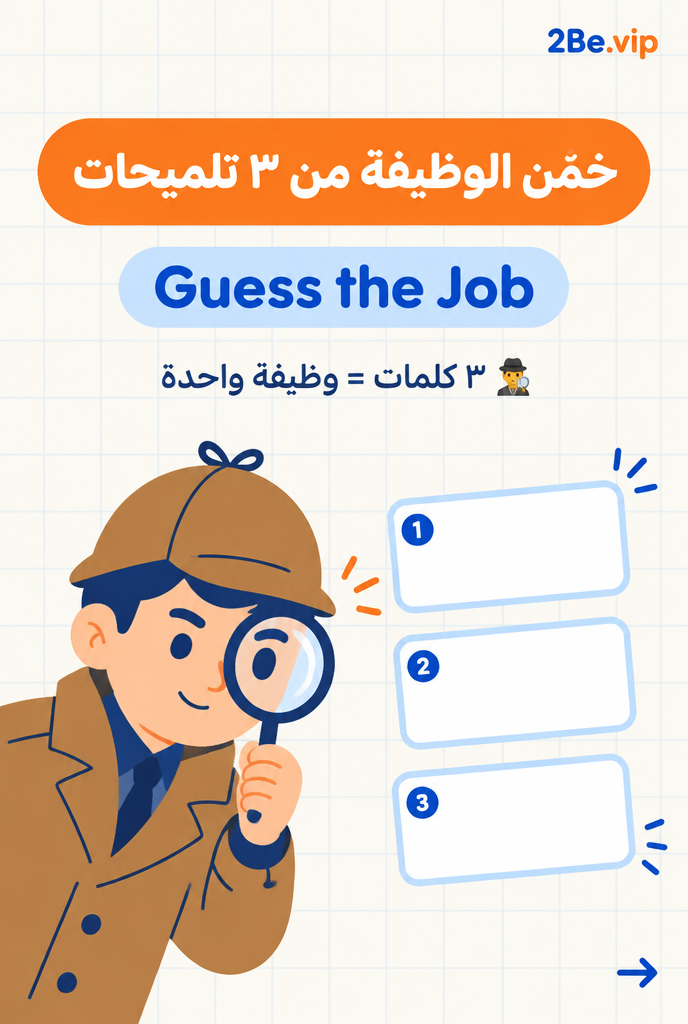 2Be.vip
خمّن الوظيفة من ٣ تلميحات
Guess the Job
٣ كلمات = وظيفة واحدة
1
2
3